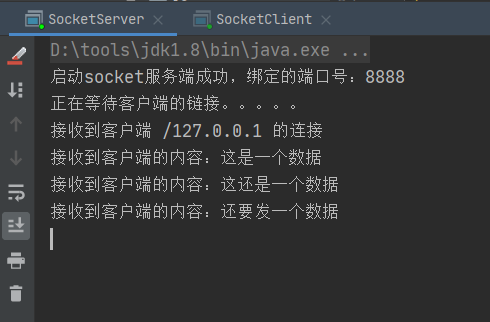 SocketServer SocketClient
D:\tools\jdk1.8\bin\java.exe ...
启动socket服务端成功，绑定的端口号：8888
正在等待客户端的链接。。。。。
接收到客户端 /127.0.0.1 的连接
接收到客户端的内容：这是一个数据
接收到客户端的内容：这还是一个数据
接收到客户端的内容：还要发一个数据